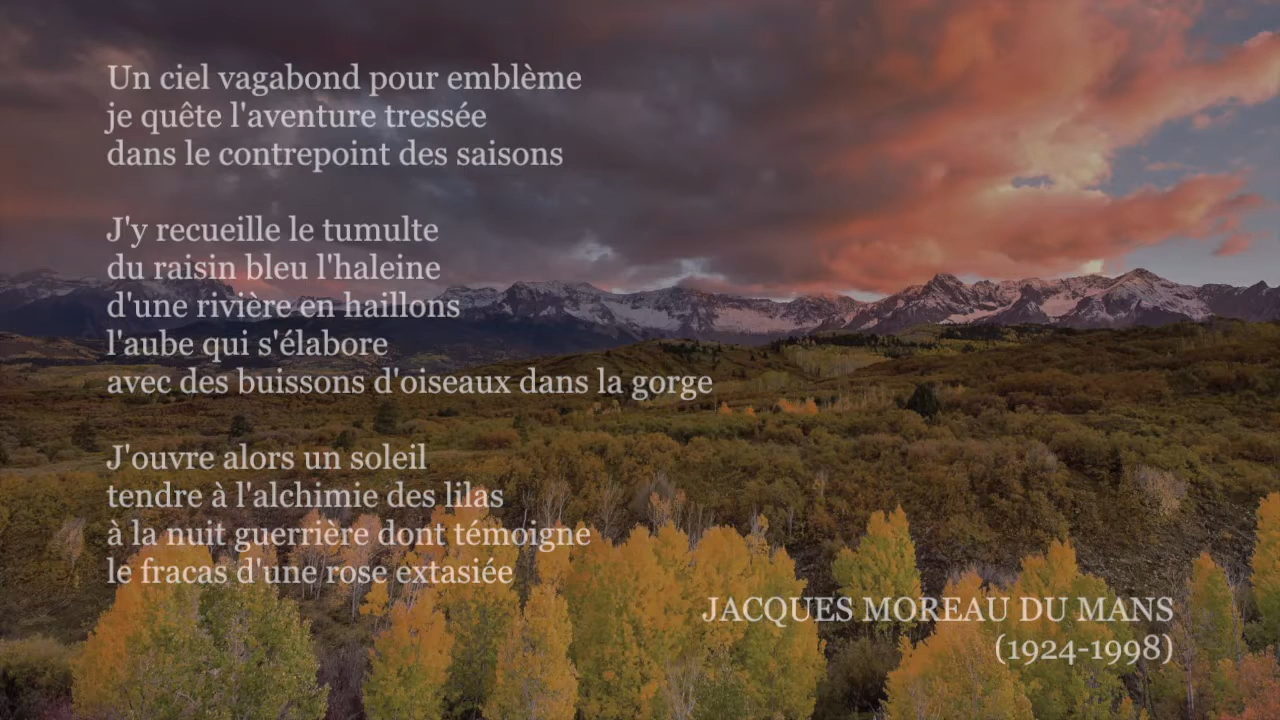 Un ciel vagabond pour emblème
je quête l'aventure tressée
dans le contrepoint des saisons
J'y recueille le tumulte
du raisin bleu l'haleine
d'une rivière en haillons
l'aube qui s'élabore
avec des buissons d'oiseaux dans la gorge
J'ouvre alors un soleil
tendre à l'alchimie des lilas
à la nuit guerrière dont témoigne
le fracas d'une rose extasiée
JACQUES MOREAU DU MANS
(1924-1998)